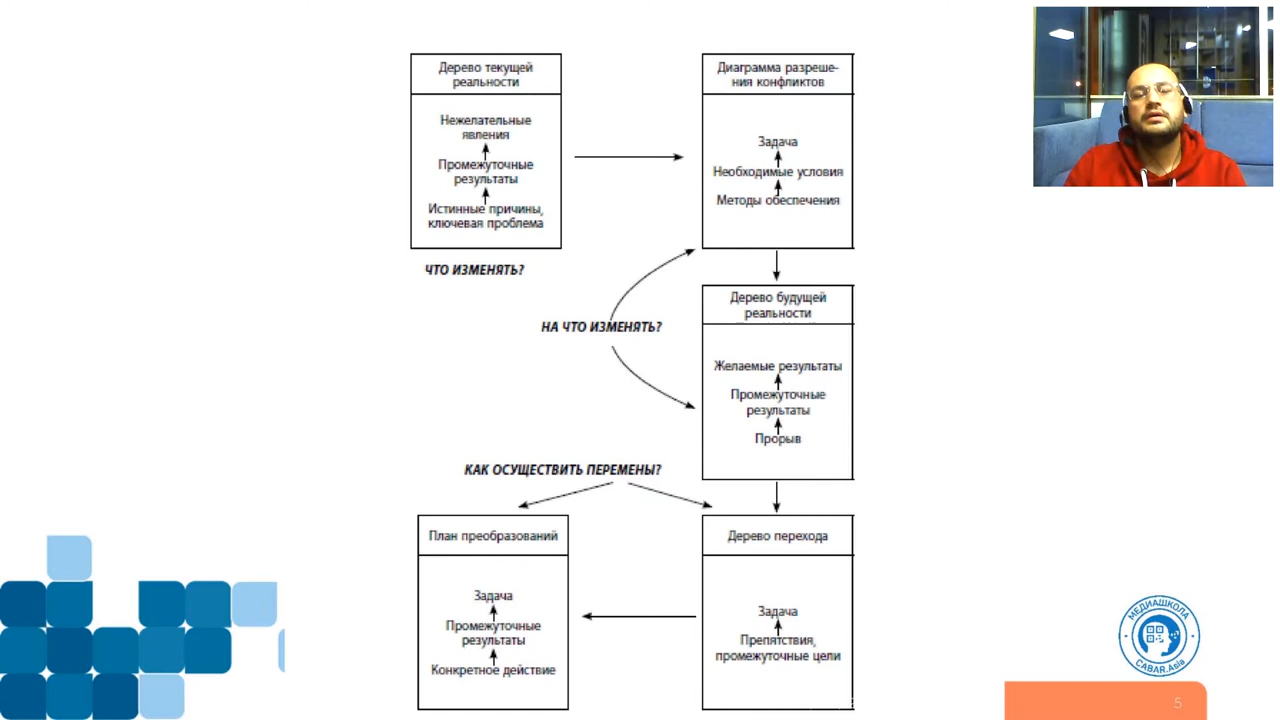 Дерево текущей
реальности
Нежелательные
явления
Промежуточные
результаты
Истинные причины,
ключевая проблема
ЧТО ИЗМЕНЯТЬ?
Диаграмма разреше-
ния конфликтов
Задача
Необходимые условия
Методы обеспечения
НА ЧТО ИЗМЕНЯТЬ?
Дерево будущей
реальности
Желаемые результаты
Промежуточные
результаты
Прорыв
КАК ОСУЩЕСТВИТЬ ПЕРЕМЕНЫ?
План преобразований
Задача
Промежуточные
результаты
Конкретное действие
Дерево перехода
Задача
Препятствия,
промежуточные цели
МЕДИАШКОЛА
CABAR.Asia
5